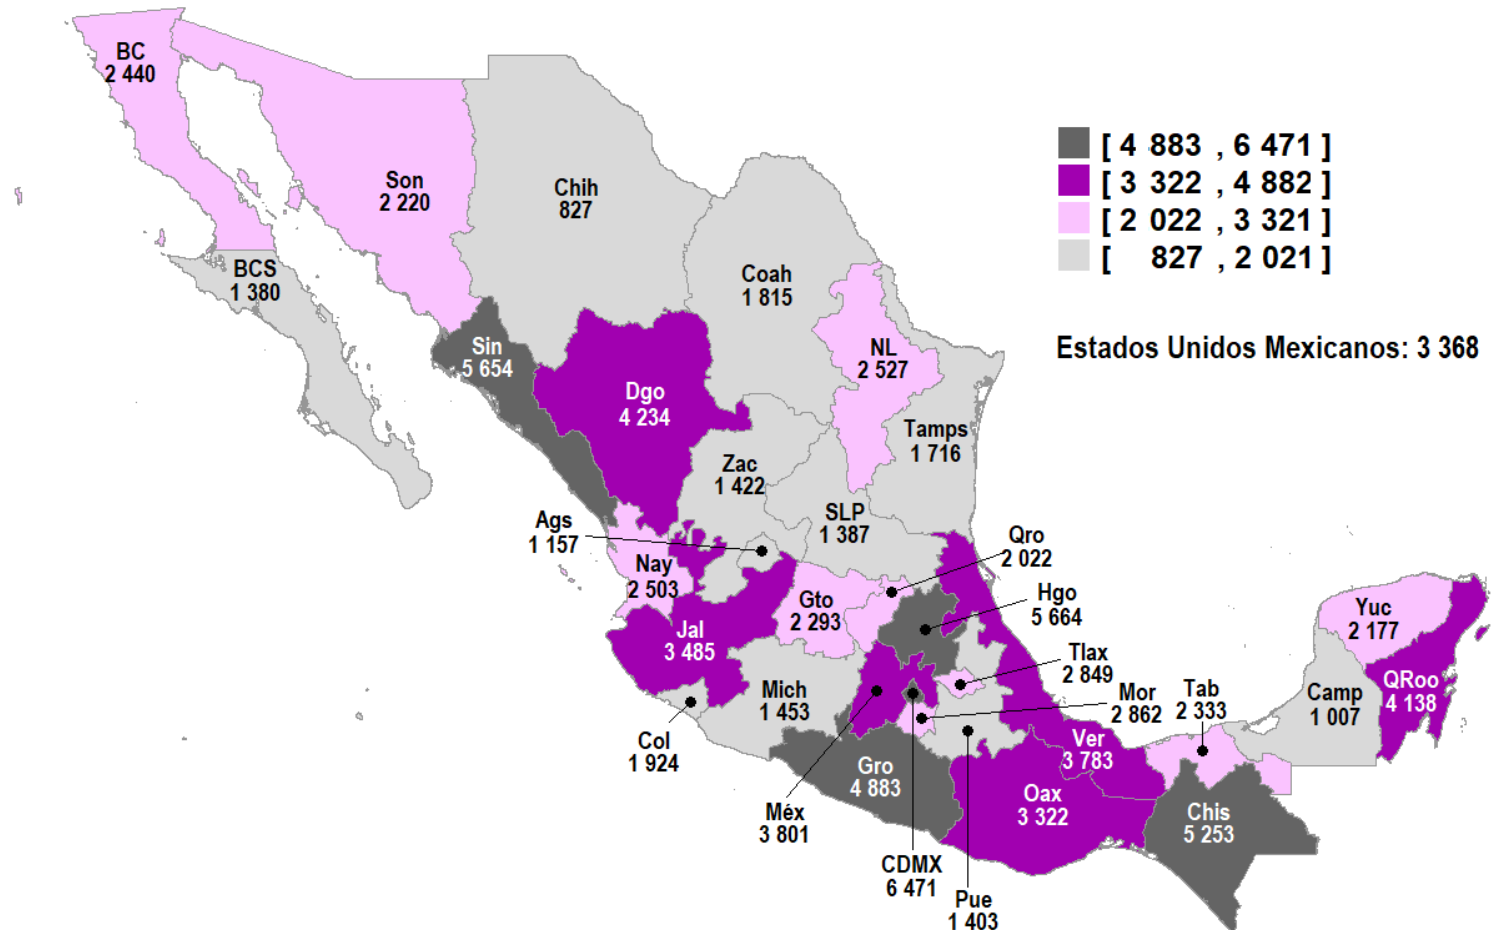 BC
2 440
Son
2 220
Chih
827
BCS
1 380
Coah
1 815
Sin
5 654
NL
2 527
Dgo
4 234
Tamps
1 716
Zac
1 422
SLP
1 387
Ags
1 157
Nay
2 503
Qro
2 022
Hgo
5 664
Gto
2 293
Jal
3 485
Tlax
2 849
Mich
1 453
Mor
2 862
Tab
2 333
Yuc
2 177
Camp
1 007
QRoo
4 138
Col
1 924
Ver
3 783
Gro
4 883
Oax
3 322
Chis
5 253
Méx
3 801
CDMX
6 471
Pue
1 403
[ 4 883 , 6 471 ]
[ 3 322 , 4 882 ]
[ 2 022 , 3 321 ]
[ 827 , 2 021 ]
Estados Unidos Mexicanos: 3 368